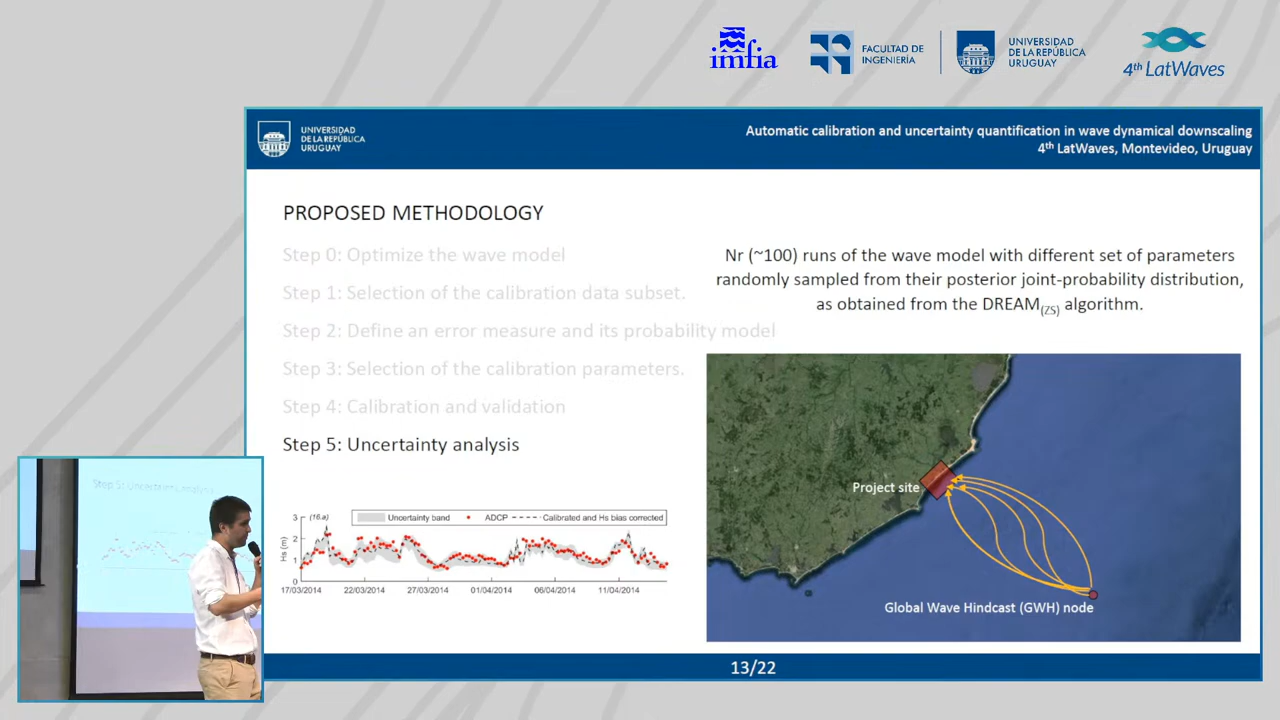 imfia
FACULTAD DE
INGENIERÍA
UNIVERSIDAD
DE LA REPÚBLICA
URUGUAY
4th LatWaves
UNIVERSIDAD
DE LA REPÚBLICA
URUGUAY
Automatic calibration and uncertainty quantification in wave dynamical downscaling
4th LatWaves, Montevideo, Uruguay
PROPOSED METHODOLOGY
Step 0: Optimize the wave model
Step 1: Selection of the calibration data subset.
Step 2: Define an error measure and its probability model
Step 3: Selection of the calibration parameters.
Step 4: Calibration and validation
Step 5: Uncertainty analysis
Nr (~100) runs of the wave model with different set of parameters
randomly sampled from their posterior joint-probability distribution,
as obtained from the DREAM(ZS) algorithm.
Project site
Global Wave Hindcast (GWH) node
(16.a)
Uncertainty band
ADCP
Calibrated and Hs bias corrected
Hs (m)
3
2
1
0
17/03/2014
22/03/2014
27/03/2014
01/04/2014
06/04/2014
11/04/2014
Step 5: Uncertainty analysis
13/22